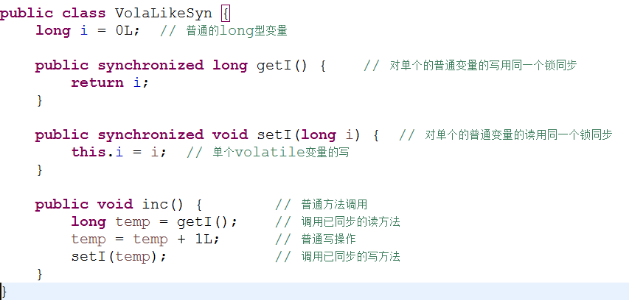 public class VolaLikeSyn {
long i = 0L; // 普通的long型变量
public synchronized long getI() { // 对单个的普通变量的写用同一个锁同步
return i;
}
public synchronized void setI(long i) { // 对单个的普通变量的读用同一个锁同步
this.i = i; // 单个volatile变量的写
}
public void inc() { // 普通方法调用
long temp = getI(); // 调用已同步的读方法
temp = temp + 1L; // 普通写操作
setI(temp); // 调用已同步的写方法
}
}